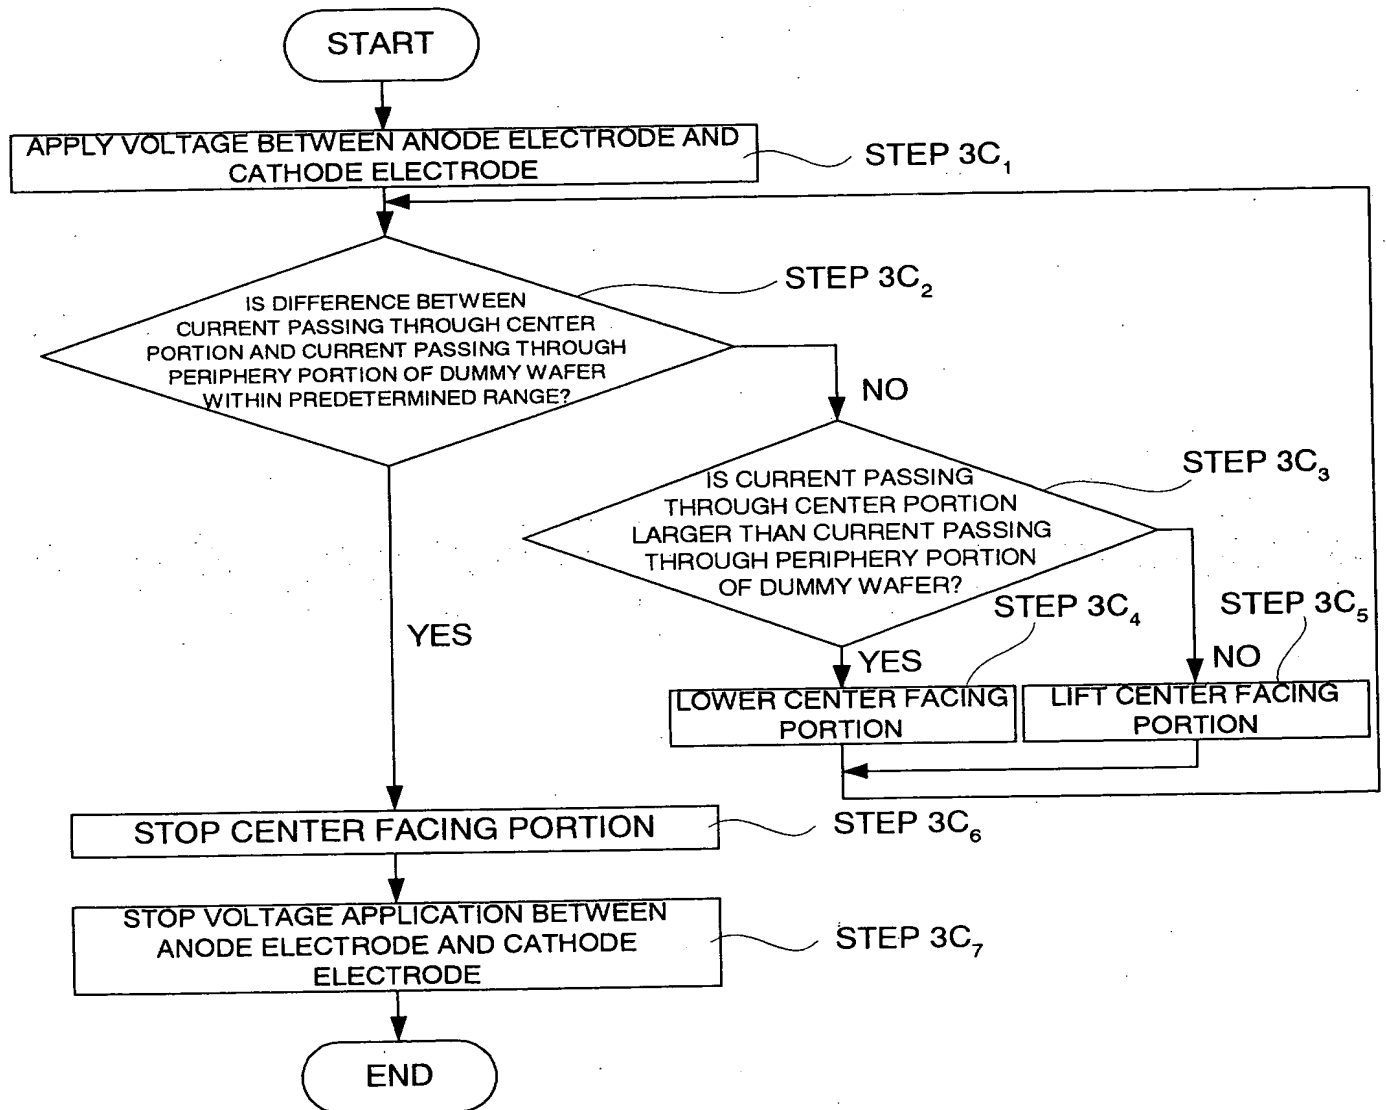 START
APPLY VOLTAGE BETWEEN ANODE ELECTRODE AND
CATHODE ELECTRODE
STEP 3C₁
IS DIFFERENCE BETWEEN
CURRENT PASSING THROUGH CENTER
PORTION AND CURRENT PASSING THROUGH
PERIPHERY PORTION OF DUMMY WAFER
WITHIN PREDETERMINED RANGE?
STEP 3C₂
NO
IS CURRENT PASSING
THROUGH CENTER PORTION
LARGER THAN CURRENT PASSING
THROUGH PERIPHERY PORTION
OF DUMMY WAFER?
STEP 3C₃
YES
YES
STEP 3C₄
NO
STEP 3C₅
LOWER CENTER FACING
PORTION
LIFT CENTER FACING
PORTION
STOP CENTER FACING PORTION
STEP 3C₆
STOP VOLTAGE APPLICATION BETWEEN
ANODE ELECTRODE AND CATHODE
ELECTRODE
STEP 3C₇
END